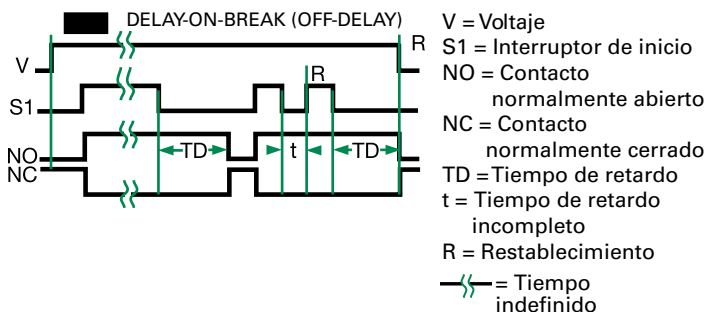 DELAY-ON-BREAK (OFF-DELAY)
R
V
S1
R
NO
NC
TD
t
TD
V = Voltaje
S1 = Interruptor de inicio
NO = Contacto
normalmente abierto
NC = Contacto
normalmente cerrado
TD = Tiempo de retardo
t = Tiempo de retardo
incompleto
R = Restablecimiento
= Tiempo
indefinido